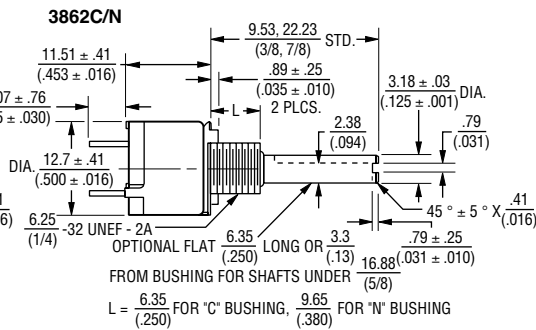 3862C/N
9.53, 22.23 STD.
(3/8, 7/8)
11.51 ± .41
(.453 ± .016)
.89 ± .25
(.035 ± .010)
2 PLCS.
L
3.18 ± .03 DIA.
(.125 ± .001)
07 ± .76
5 ± .030)
2.38
(.094)
.79
(.031)
DIA. 12.7 ± .41
(.500 ± .016)
6.25 -32 UNEF - 2A
(1/4)
45 ° ± 5 ° X .41
(.016)
OPTIONAL FLAT 6.35 LONG OR 3.3
(.250) (.13)
.79 ± .25
(.031 ± .010)
FROM BUSHING FOR SHAFTS UNDER 16.88
(5/8)
L = 6.35 FOR "C" BUSHING, 9.65 FOR "N" BUSHING
(.250) (.380)